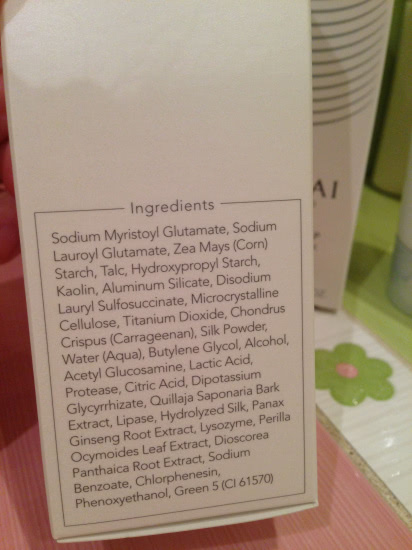 Ingredients
Sodium Myristoyl Glutamate, Sodium
Lauroyl Glutamate, Zea Mays (Corn)
Starch, Talc, Hydroxypropyl Starch,
Kaolin, Aluminum Silicate, Disodium
Lauryl Sulfosuccinate, Microcrystalline
Cellulose, Titanium Dioxide, Chondrus
Crispus (Carrageenan), Silk Powder,
Water (Aqua), Butylene Glycol, Alcohol,
Acetyl Glucosamine, Lactic Acid,
Protease, Citric Acid, Dipotassium
Glycyrrhizate, Quillaja Saponaria Bark
Extract, Lipase, Hydrolyzed Silk, Panax
Ginseng Root Extract, Lysozyme, Perilla
Ocymoides Leaf Extract, Dioscorea
Panthaica Root Extract, Sodium
Benzoate, Chlorphenesin,
Phenoxyethanol, Green 5 (CI 61570)
AI